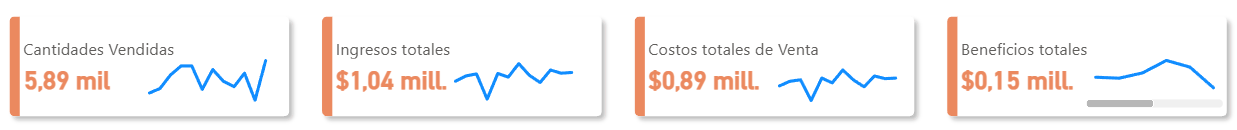 Cantidades Vendidas
5,89 mil
Ingresos totales
$1,04 mill.
Costos totales de Venta
$0,89 mill.
Beneficios totales
$0,15 mill.